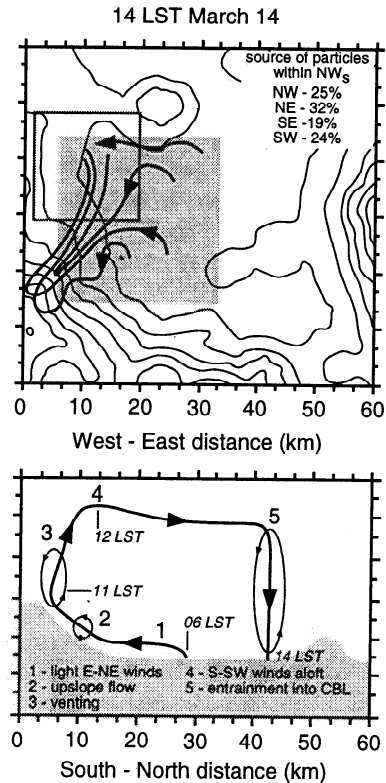 14 LST March 14
source of particles
within NWs
NW - 25%
NE - 32%
SE -19%
SW - 24%
0 10 20 30 40 50 60
West - East distance (km)
4
5
3
12 LST
11 LST
2
1
06 LST
14 LST
1 - light E-NE winds
2 - upslope flow
3 - venting
4 - S-SW winds aloft
5 - entrainment into CBL
0 10 20 30 40 50 60
South - North distance (km)